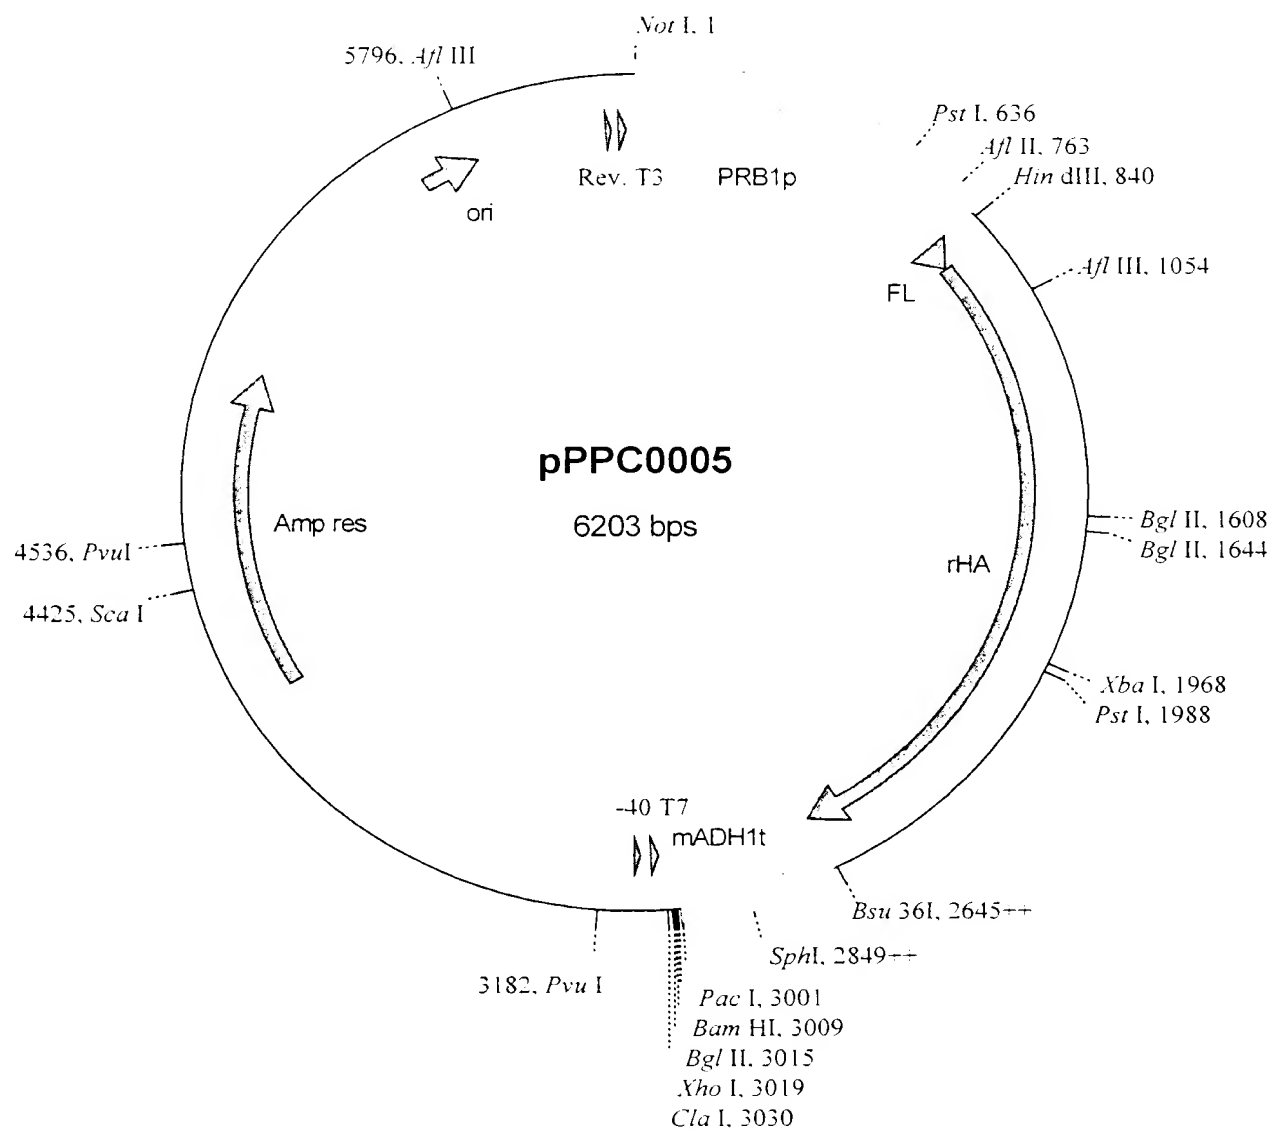 Not I, 1
5796, Afl III
Pst I, 636
Afl II, 763
Hin dIII, 840
Rev. T3
PRB1p
ori
Afl III, 1054
FL
pPPC0005
6203 bps
Amp res
Bgl II, 1608
Bgl II, 1644
4536, PvuI
rHA
4425, Sca I
Xba I, 1968
Pst I, 1988
-40 T7
mADH1t
Bsu 36I, 2645++
SphI, 2849++
3182, Pvu I
Pac I, 3001
Bam HI, 3009
Bgl II, 3015
Xho I, 3019
Cla I, 3030